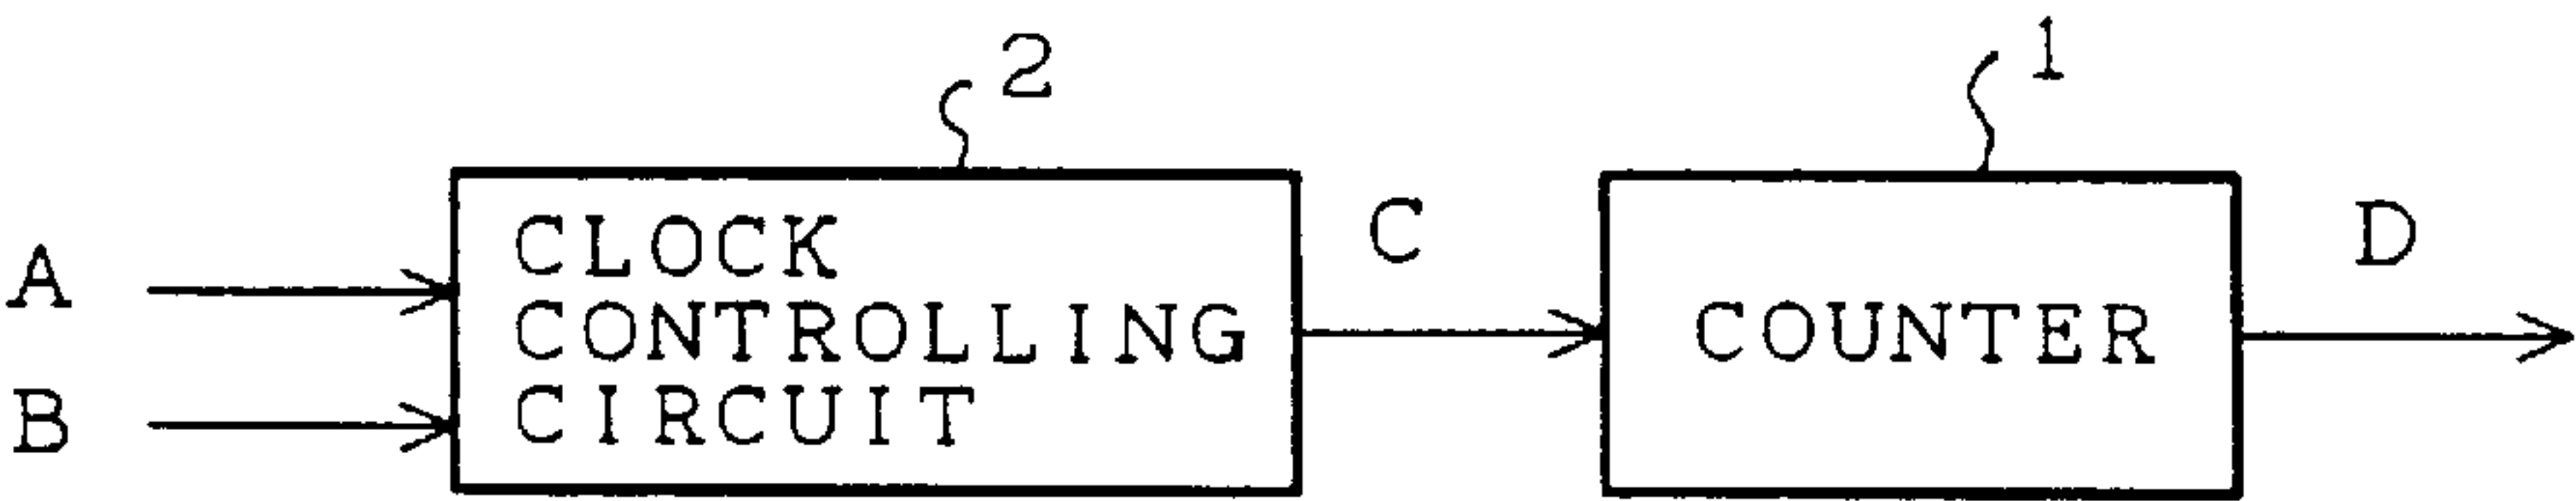 2
1
A
B
CLOCK
CONTROLLING
CIRCUIT
C
COUNTER
D